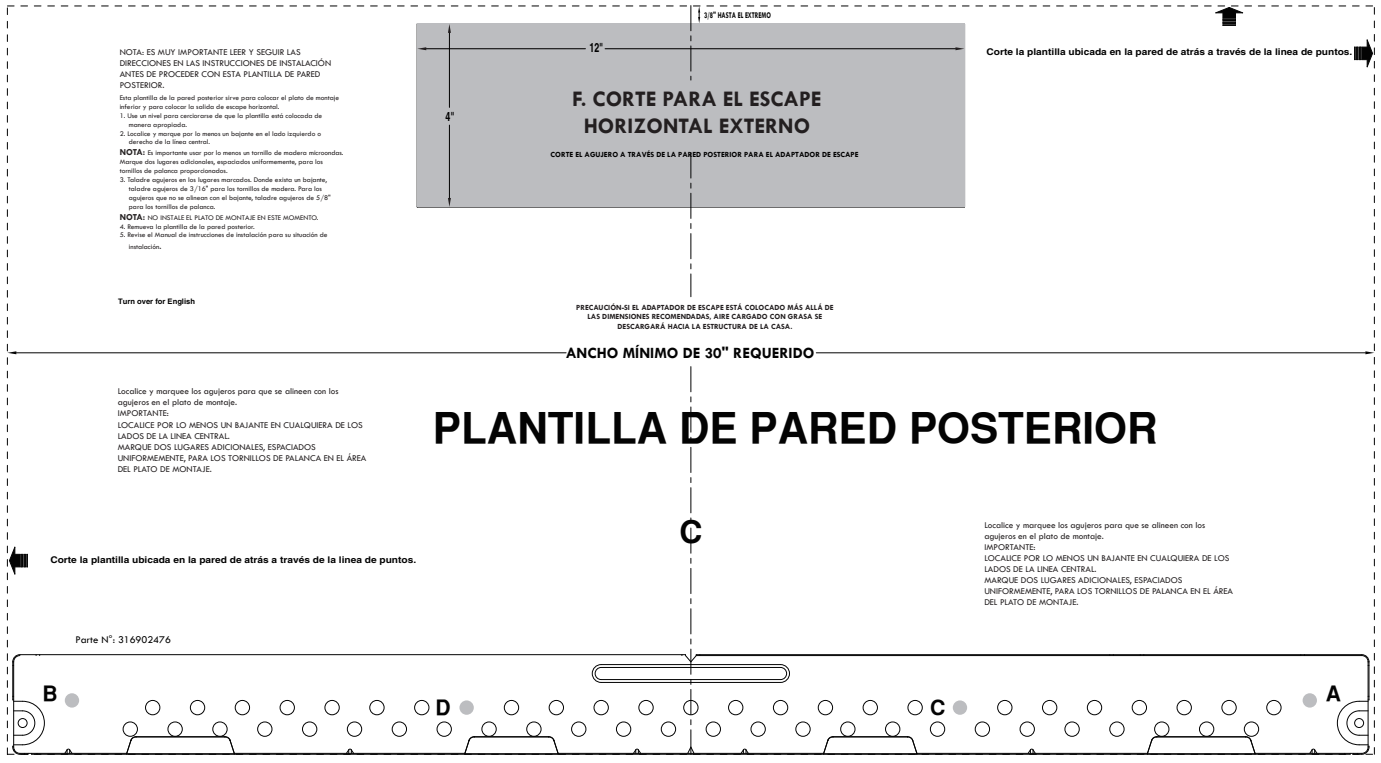 3/8" HASTA EL EXTREMO
NOTA: ES MUY IMPORTANTE LEER Y SEGUIR LAS
DIRECCIONES EN LAS INSTRUCCIONES DE INSTALACIÓN
ANTES DE PROCEDER CON ESTA PLANTILLA DE PARED
POSTERIOR.
Esta plantilla de la pared posterior sirve para colocar el plato de montaje
inferior y para colocar la salida de escape horizontal.
1. Use un nivel para cerciorarse de que la plantilla está colocada de
manera apropiada.
2. Localice y marque por lo menos un bajante en el lado izquierdo o
derecho de la línea central.
NOTA: Es importante usar por lo menos un tornillo de madera microondas.
Marque dos lugares adicionales, espaciados uniformemente, para los
tornillos de palanca proporcionados.
3. Taladre agujeros en los lugares marcados. Donde exista un bajante,
taladre agujeros de 3/16" para los tornillos de madera. Para los
agujeros que no se alinean con el bajante, taladre agujeros de 5/8"
para los tornillos de palanca.
NOTA: NO INSTALE EL PLATO DE MONTAJE EN ESTE MOMENTO.
4. Remueva la plantilla de la pared posterior.
5. Revise el Manual de instrucciones de instalación para su situación de
instalación.
Turn over for English
12"
4"
F. CORTE PARA EL ESCAPE
HORIZONTAL EXTERNO
CORTE EL AGUJERO A TRAVÉS DE LA PARED POSTERIOR PARA EL ADAPTADOR DE ESCAPE
Corte la plantilla ubicada en la pared de atrás a través de la linea de puntos.
PRECAUCIÓN-SI EL ADAPTADOR DE ESCAPE ESTÁ COLOCADO MÁS ALLÁ DE
LAS DIMENSIONES RECOMENDADAS, AIRE CARGADO CON GRASA SE
DESCARGARÁ HACIA LA ESTRUCTURA DE LA CASA.
ANCHO MÍNIMO DE 30" REQUERIDO
Localice y marquee los agujeros para que se alineen con los
agujeros en el plato de montaje.
IMPORTANTE:
LOCALICE POR LO MENOS UN BAJANTE EN CUALQUIERA DE LOS
LADOS DE LA LINEA CENTRAL.
MARQUE DOS LUGARES ADICIONALES, ESPACIADOS
UNIFORMEMENTE, PARA LOS TORNILLOS DE PALANCA EN EL ÁREA
DEL PLATO DE MONTAJE.
PLANTILLA DE PARED POSTERIOR
C
Localice y marquee los agujeros para que se alineen con los
agujeros en el plato de montaje.
IMPORTANTE:
LOCALICE POR LO MENOS UN BAJANTE EN CUALQUIERA DE LOS
LADOS DE LA LINEA CENTRAL.
MARQUE DOS LUGARES ADICIONALES, ESPACIADOS
UNIFORMEMENTE, PARA LOS TORNILLOS DE PALANCA EN EL ÁREA
DEL PLATO DE MONTAJE.
Corte la plantilla ubicada en la pared de atrás a través de la linea de puntos.
Parte N°: 316902476
B
D
C
A